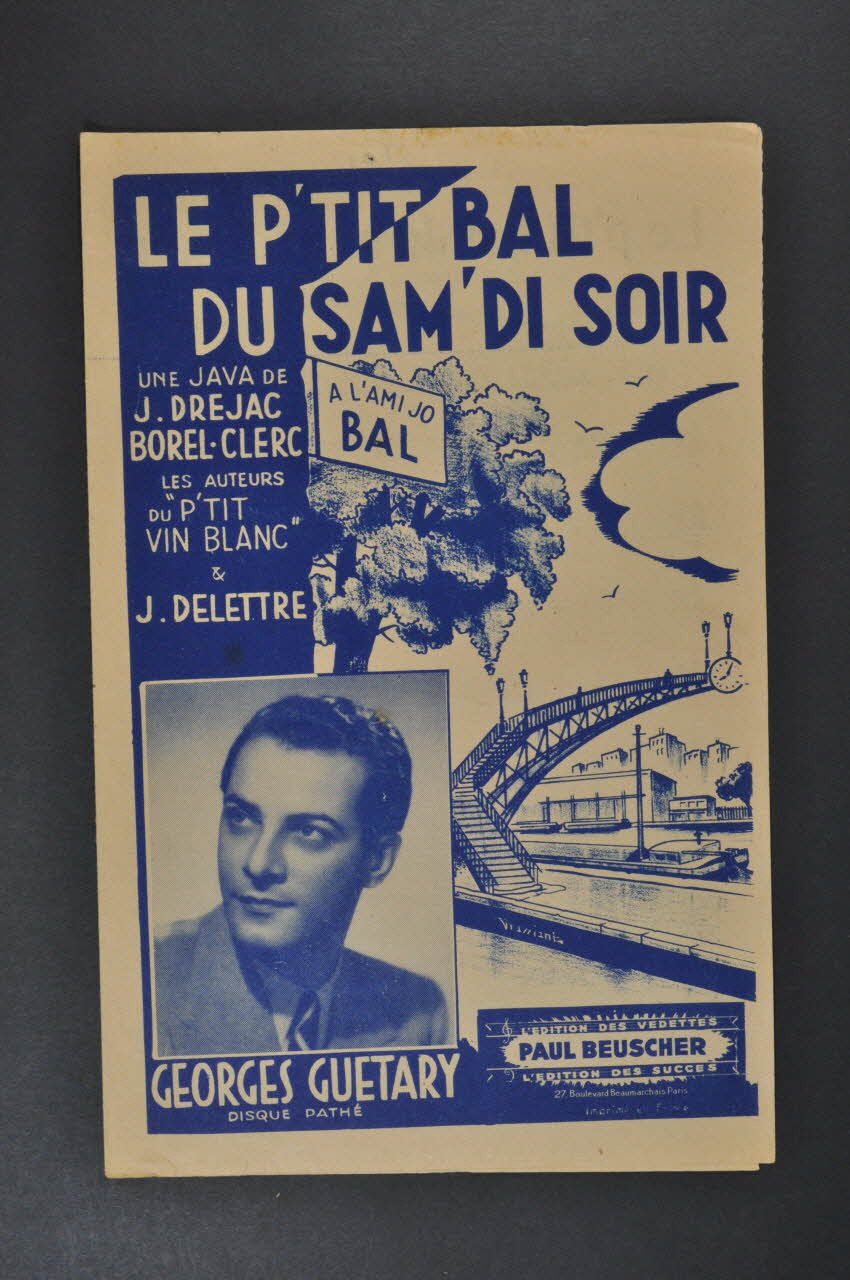 LE P'TIT BAL
DU SAM'DI SOIR
UNE JAVA DE
J. DREJAC
BOREL-CLERC
LES AUTEURS
DU "P'TIT
VIN BLANC"
&
J. DELETTRE
A L'AMI JO
BAL
GEORGES GUETARY
DISQUE PATHÉ
L'EDITION DES VEDETTES
PAUL BEUSCHER
L'EDITION DES SUCCES
27, Boulevard Beaumarchais Paris